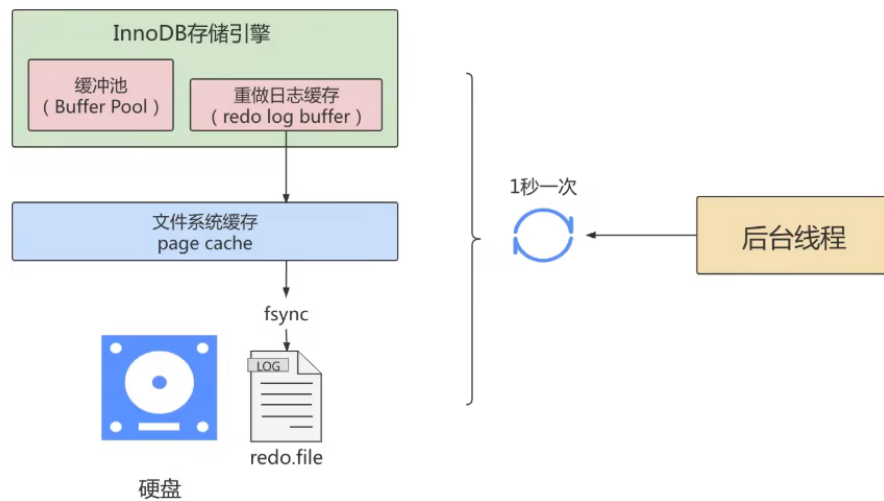 InnoDB存储引擎
缓冲池
（ Buffer Pool ）
重做日志缓存
（ redo log buffer ）
文件系统缓存
page cache
fsync
LOG
redo.file
硬盘
1秒一次
后台线程